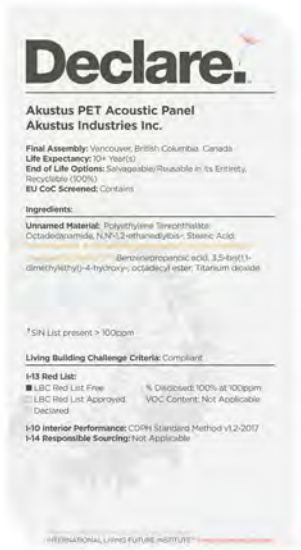 Declare.
Akustus PET Acoustic Panel
Akustus Industries Inc.
Final Assembly: Vancouver, British Columbia, Canada
Life Expectancy: 10+ Year(s)
End of Life Options: Salvageable/Reusable in its Entirety,
Recyclable (100%)
EU CoC Screened: Contains
Ingredients:
Unnamed Material: Polyethylene Terephthalate;
Octadecanamide, N,N'-1,2-ethanediylbis-; Stearic Acid;
Benzenepropanoic acid, 3,5-bis(1,1-
dimethylethyl)-4-hydroxy-, octadecyl ester; Titanium dioxide
†SIN List present > 100ppm
Living Building Challenge Criteria: Compliant
I-13 Red List:
LBC Red List Free % Disclosed: 100% at 100ppm
LBC Red List Approved VOC Content: Not Applicable
Declared
I-10 Interior Performance: CDPH Standard Method v1.2-2017
I-14 Responsible Sourcing: Not Applicable
INTERNATIONAL LIVING FUTURE INSTITUTE